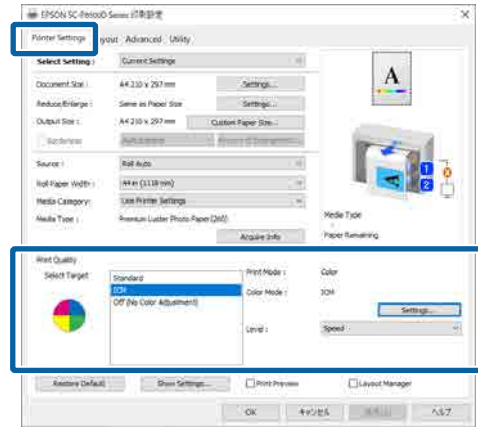 EPSON SC-P8500D Series 印刷設定
Printer Settings Layout Advanced Utility
Select Setting : Current Settings
Document Size : A4 210 x 297 mm Settings...
Reduce/Enlarge : Same as Paper Size Settings...
Output Size : A4 210 x 297 mm Custom Paper Size...
Borderless
A
Source : Roll Auto
Roll Paper Width : 44 in (1118 mm)
Media Category: Use Printer Settings
Media Type : Premium Luster Photo Paper (260)
Acquire Info
1
2
Media Type
:
Paper Remaining
Print Quality
Select Target
Standard
ICM
Off (No Color Adjustment)
Print Mode : Color
Color Mode : ICM
Settings...
Level : Speed
Restore Default Show Settings... Print Preview Layout Manager
OK キャンセル ヘルプ